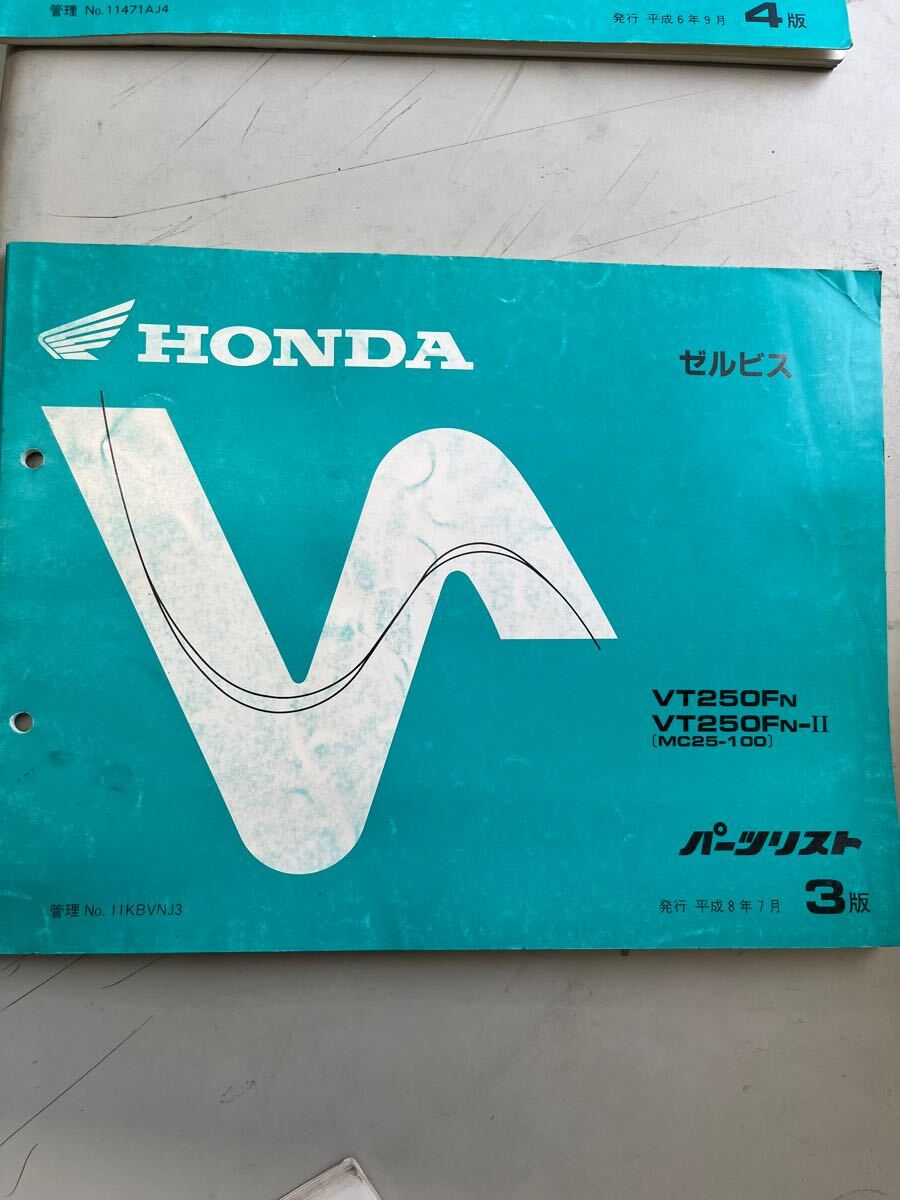 管理 No. 11471AJ4
発行 平成6年9月 4版
HONDA
ゼルビス
VT250FN
VT250FN-II
(MC25-100)
パーツリスト
管理 No. 11KBVNJ3
発行 平成8年7月 3版